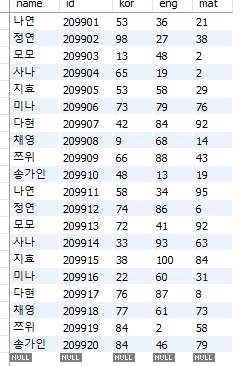 name id kor eng mat
나연 209901 53 36 21
정연 209902 98 27 38
모모 209903 13 48 2
사나 209904 65 19 2
지효 209905 53 58 29
미나 209906 73 79 76
다현 209907 42 84 92
채영 209908 9 68 14
쯔위 209909 66 88 43
송가인 209910 48 13 19
나연 209911 58 34 95
정연 209912 74 86 6
모모 209913 72 41 92
사나 209914 33 93 63
지효 209915 38 100 84
미나 209916 22 60 31
다현 209917 76 87 8
채영 209918 77 61 73
쯔위 209919 84 2 58
송가인 209920 84 46 79
NULL NULL NULL NULL NULL